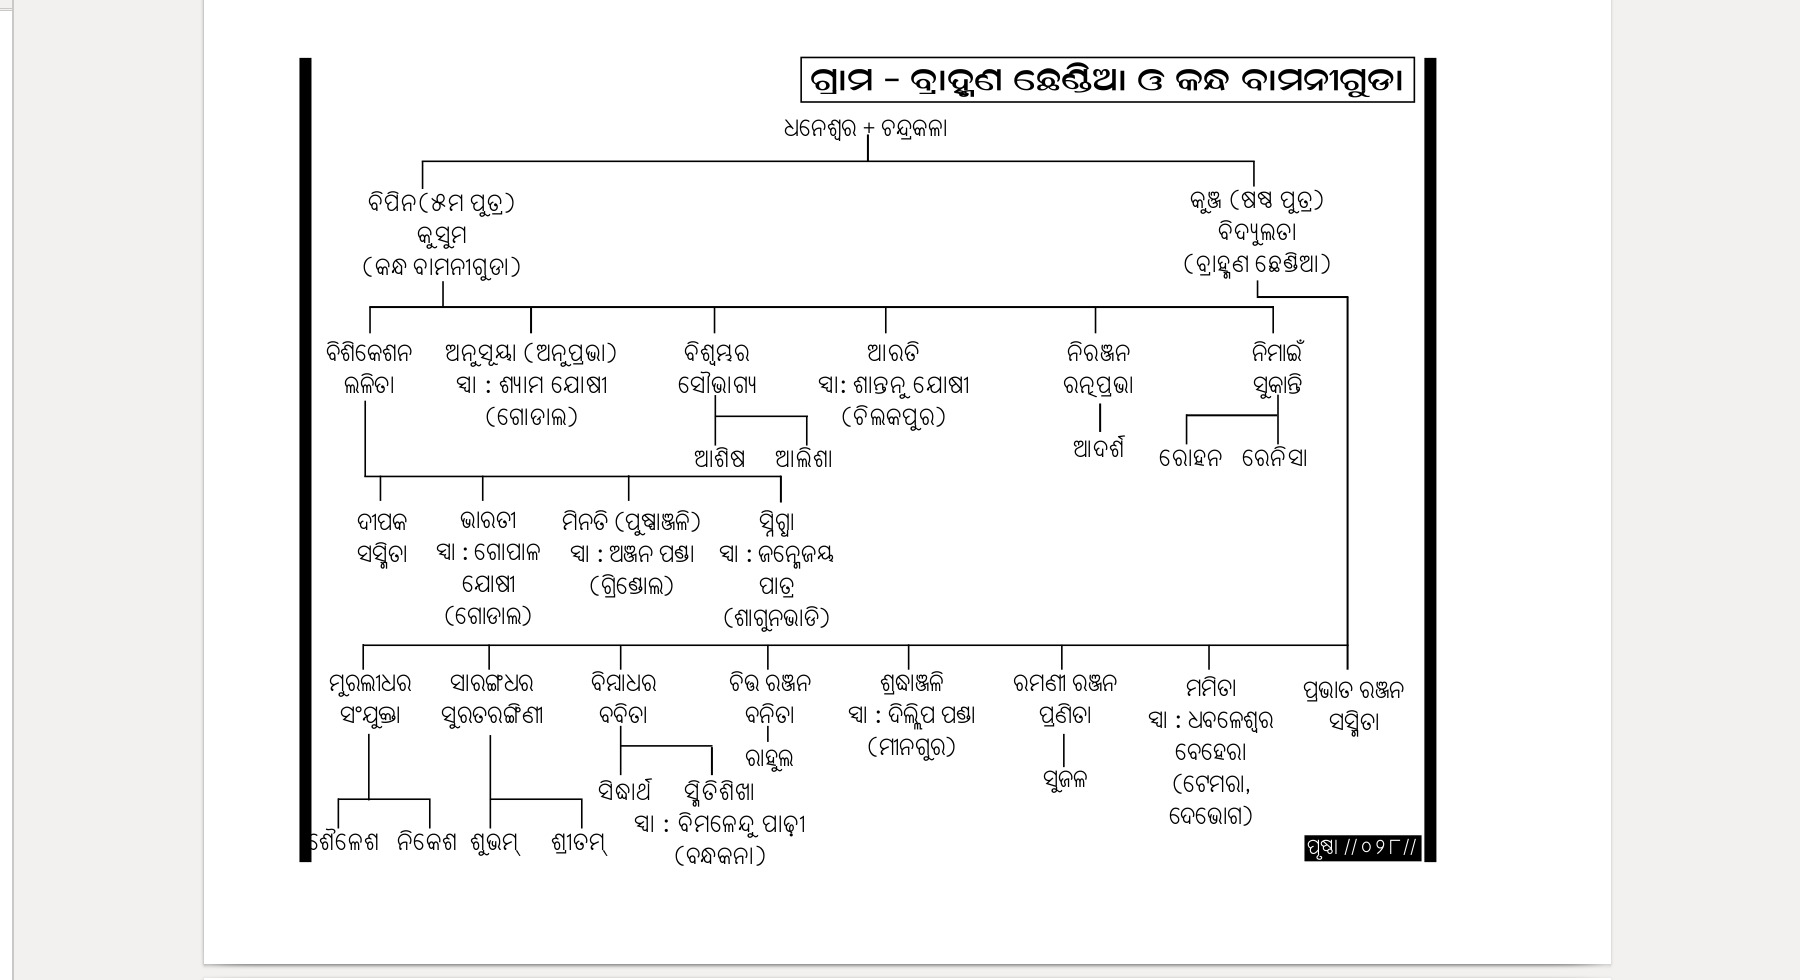 ଗ୍ରାମ - ବ୍ରାହ୍ମଣ ଛେଣ୍ଡିଆ ଓ କନ୍ଧ ବାମନୀଗୁଡା
ଧନେଶ୍ୱର + ଚନ୍ଦ୍ରକଳା
ବିପିନ(୫ମ ପୁତ୍ର)
କୁସୁମ
(କନ୍ଧ ବାମନୀଗୁଡା)
କୁଞ୍ଜ (ଷଷ୍ଠ ପୁତ୍ର)
ବିଦ୍ୟୁଲତା
(ବ୍ରାହ୍ମଣ ଛେଣ୍ଡିଆ)
ବିଶିକେଶନ
ଲଳିତା
ଅନୁସୂୟା (ଅନୁପ୍ରଭା)
ସ୍ୱା : ଶ୍ୟାମ ଯୋଷୀ
(ଗୋଡାଲ)
ବିଶ୍ୱମ୍ଭର
ସୌଭାଗ୍ୟ
ଆରତି
ସ୍ୱା: ଶାନ୍ତନୁ ଯୋଷୀ
(ଚିଲକପୁର)
ନିରଞ୍ଜନ
ରତ୍ନପ୍ରଭା
ନିମାଇଁ
ସୁକାନ୍ତି
ଆଶିଷ
ଆଲିଶା
ଆଦର୍ଶ
ରୋହନ
ରେନିସା
ଦୀପକ
ସସ୍ମିତା
ଭାରତୀ
ସ୍ୱା : ଗୋପାଳ
ଯୋଷୀ
(ଗୋଡାଲ)
ମିନତି (ପୁଷ୍ପାଞ୍ଜଳି)
ସ୍ୱା : ଅଞ୍ଜନ ପଣ୍ଡା
(ଗ୍ରିଣ୍ଡୋଲ)
ସ୍ନିଗ୍ଧା
ସ୍ୱା : ଜନ୍ମେଜୟ
ପାତ୍ର
(ଶାଗୁନଭାଡି)
ମୁରଲୀଧର
ସଂଯୁକ୍ତା
ସାରଙ୍ଗଧର
ସୁରତରଙ୍ଗିଣୀ
ବିମ୍ବାଧର
ବବିତା
ଚିତ୍ତ ରଞ୍ଜନ
ବନିତା
ରାହୁଲ
ଶ୍ରଦ୍ଧାଞ୍ଜଳି
ସ୍ୱା : ଦିଲ୍ଲିପ ପଣ୍ଡା
(ମୀନଗୁର)
ରମଣୀ ରଞ୍ଜନ
ପ୍ରଣିତା
ସୁଜଳ
ମମିତା
ସ୍ୱା : ଧବଳେଶ୍ୱର
ବେହେରା
(ଟେମରା,
ଦେଭୋଗ)
ପ୍ରଭାତ ରଞ୍ଜନ
ସସ୍ମିତା
ସିଦ୍ଧାର୍ଥ
ସ୍ମିତିଶିଖା
ସ୍ୱା : ବିମଳେନ୍ଦୁ ପାଢ଼ୀ
(ବନ୍ଧକନା)
ଶୈଳେଶ
ନିକେଶ
ଶୁଭମ୍
ଶ୍ରୀତମ୍
ପୃଷ୍ଠା //୦୨୮//